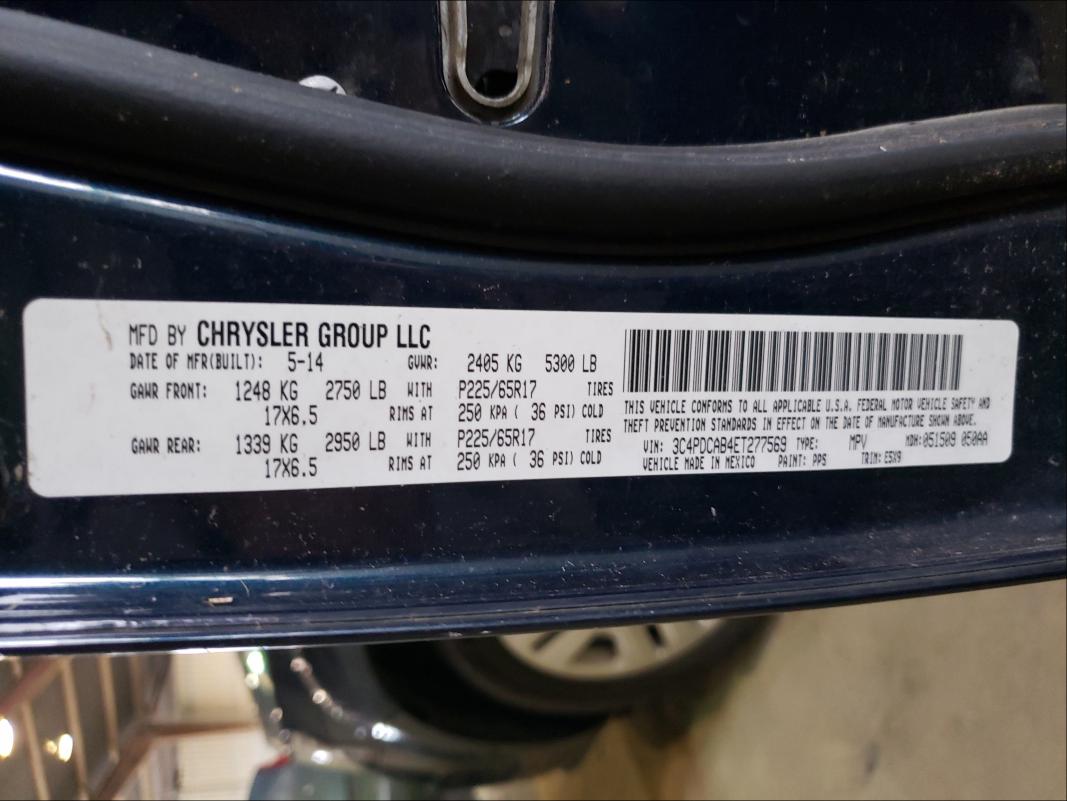 MFD BY CHRYSLER GROUP LLC
DATE OF MFR(BUILT): 5-14 GVWR: 2405 KG 5300 LB
GAWR FRONT: 1248 KG 2750 LB WITH P225/65R17 TIRES
17X6.5 RIMS AT 250 KPA ( 36 PSI) COLD
GAWR REAR: 1339 KG 2950 LB WITH P225/65R17 TIRES
17X6.5 RIMS AT 250 KPA ( 36 PSI) COLD
THIS VEHICLE CONFORMS TO ALL APPLICABLE U.S.A. FEDERAL MOTOR VEHICLE SAFETY AND
THEFT PREVENTION STANDARDS IN EFFECT ON THE DATE OF MANUFACTURE SHOWN ABOVE.
VIN: 3C4PDCAB4ET277569 TYPE: MPV MDH: 051509 050AA
VEHICLE MADE IN MEXICO PAINT: PPS TRIM: E5X9